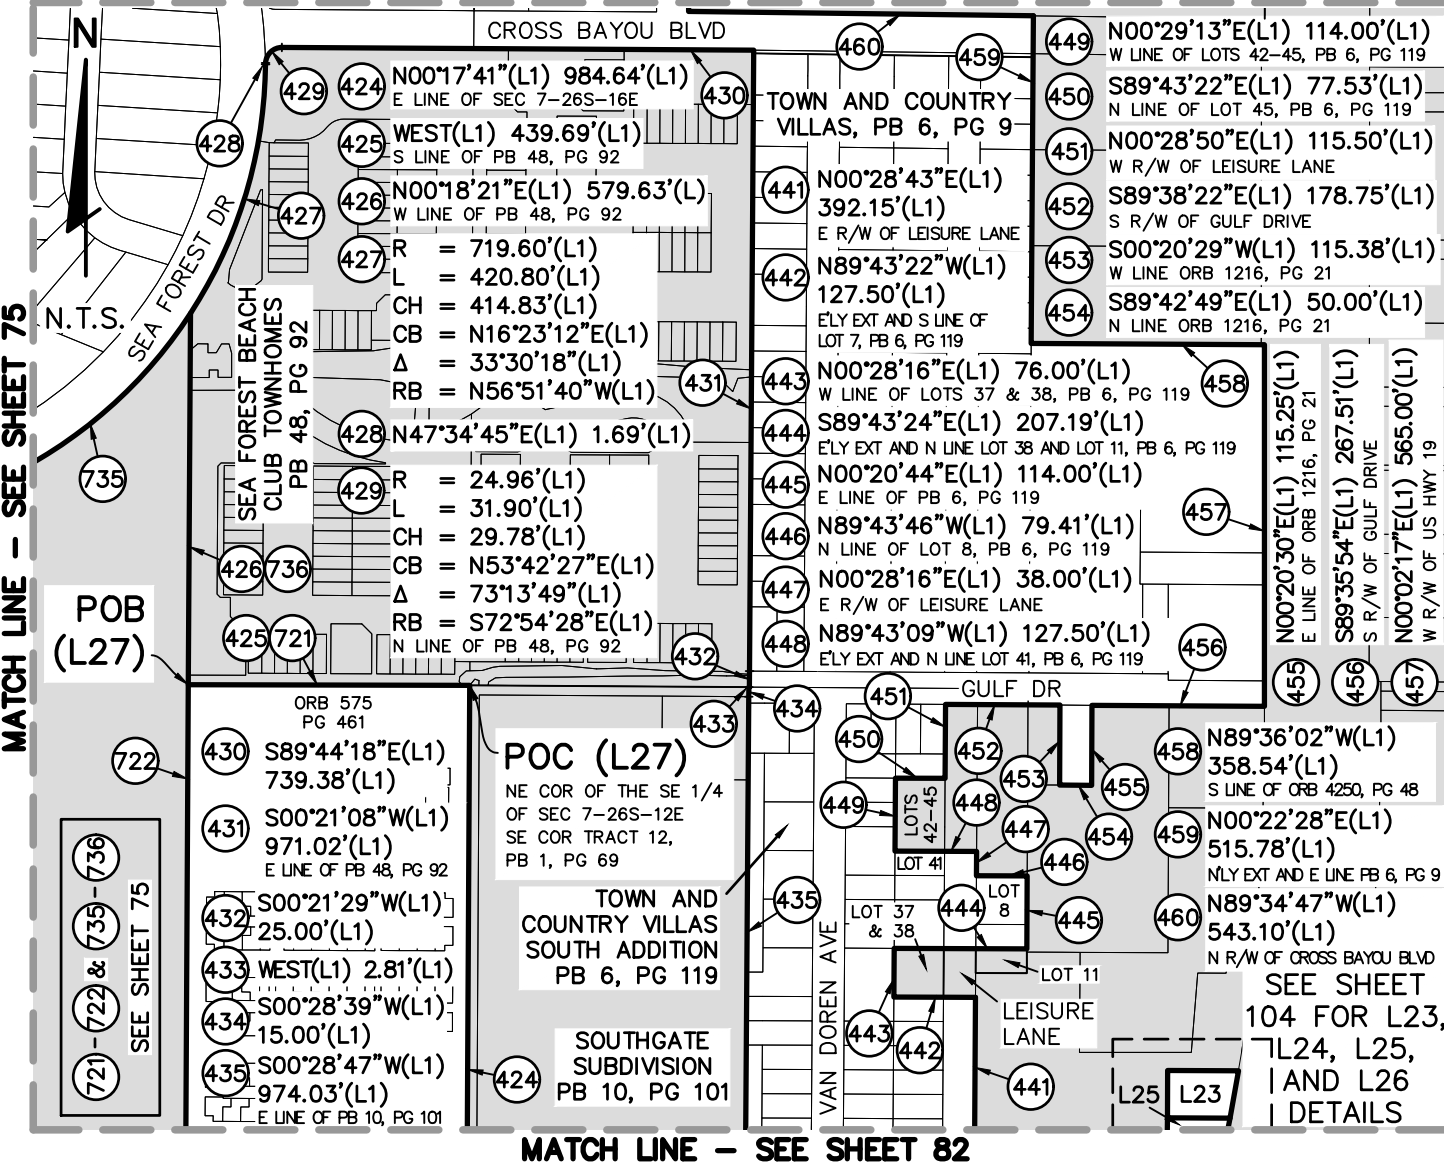 N
N.T.S.
CROSS BAYOU BLVD
SEA FOREST DR
MATCH LINE - SEE SHEET 75
428
429
427
430
424 N00°17'41"(L1) 984.64'(L1)
E LINE OF SEC 7-26S-16E
425 WEST(L1) 439.69'(L1)
S LINE OF PB 48, PG 92
426 N00°18'21"E(L1) 579.63'(L)
W LINE OF PB 48, PG 92
427 R = 719.60'(L1)
L = 420.80'(L1)
CH = 414.83'(L1)
CB = N16°23'12"E(L1)
Δ = 33°30'18"(L1)
RB = N56°51'40"W(L1)
428 N47°34'45"E(L1) 1.69'(L1)
429 R = 24.96'(L1)
L = 31.90'(L1)
CH = 29.78'(L1)
CB = N53°42'27"E(L1)
Δ = 73°13'49"(L1)
RB = S72°54'28"E(L1)
N LINE OF PB 48, PG 92
SEA FOREST BEACH
CLUB TOWNHOMES
PB 48, PG 92
735
431
426 736
425 721
432
433
434
POB
(L27)
722
ORB 575
PG 461
430 S89°44'18"E(L1)
739.38'(L1)
431 S00°21'08"W(L1)
971.02'(L1)
E LINE OF PB 48, PG 92
432 S00°21'29"W(L1)
25.00'(L1)
433 WEST(L1) 2.81'(L1)
434 S00°28'39"W(L1)
15.00'(L1)
435 S00°28'47"W(L1)
974.03'(L1)
E LINE OF PB 10, PG 101
721 - 722 & 735 - 736
SEE SHEET 75
POC (L27)
NE COR OF THE SE 1/4
OF SEC 7-26S-12E
SE COR TRACT 12,
PB 1, PG 69
TOWN AND
COUNTRY VILLAS
SOUTH ADDITION
PB 6, PG 119
SOUTHGATE
SUBDIVISION
PB 10, PG 101
424
435
VAN DOREN AVE
460
459
TOWN AND COUNTRY
VILLAS, PB 6, PG 9
441 N00°28'43"E(L1)
392.15'(L1)
E R/W OF LEISURE LANE
442 N89°43'22"W(L1)
127.50'(L1)
E'LY EXT AND S LINE OF
LOT 7, PB 6, PG 119
443 N00°28'16"E(L1) 76.00'(L1)
W LINE OF LOTS 37 & 38, PB 6, PG 119
444 S89°43'24"E(L1) 207.19'(L1)
E'LY EXT AND N LINE LOT 38 AND LOT 11, PB 6, PG 119
445 N00°20'44"E(L1) 114.00'(L1)
E LINE OF PB 6, PG 119
446 N89°43'46"W(L1) 79.41'(L1)
N LINE OF LOT 8, PB 6, PG 119
447 N00°28'16"E(L1) 38.00'(L1)
E R/W OF LEISURE LANE
448 N89°43'09"W(L1) 127.50'(L1)
E'LY EXT AND N LINE LOT 41, PB 6, PG 119
449 N00°29'13"E(L1) 114.00'(L1)
W LINE OF LOTS 42-45, PB 6, PG 119
450 S89°43'22"E(L1) 77.53'(L1)
N LINE OF LOT 45, PB 6, PG 119
451 N00°28'50"E(L1) 115.50'(L1)
W R/W OF LEISURE LANE
452 S89°38'22"E(L1) 178.75'(L1)
S R/W OF GULF DRIVE
453 S00°20'29"W(L1) 115.38'(L1)
W LINE ORB 1216, PG 21
454 S89°42'49"E(L1) 50.00'(L1)
N LINE ORB 1216, PG 21
458
457
456
455 N00°20'30"E(L1) 115.25'(L1)
E LINE OF ORB 1216, PG 21
456 S89°35'54"E(L1) 267.51'(L1)
S R/W OF GULF DRIVE
457 N00°02'17"E(L1) 565.00'(L1)
W R/W OF US HWY 19
GULF DR
451
450
452
453
455
449
448
447
454
446
LOTS
42-45
LOT 41
LOT
8
444
445
LOT 37
& 38
LOT 11
LEISURE
LANE
443
442
441
458 N89°36'02"W(L1)
358.54'(L1)
S LINE OF ORB 4250, PG 48
459 N00°22'28"E(L1)
515.78'(L1)
N'LY EXT AND E LINE PB 6, PG 9
460 N89°34'47"W(L1)
543.10'(L1)
N R/W OF CROSS BAYOU BLVD
SEE SHEET
104 FOR L23,
L24, L25,
AND L26
DETAILS
L25
L23
MATCH LINE - SEE SHEET 82